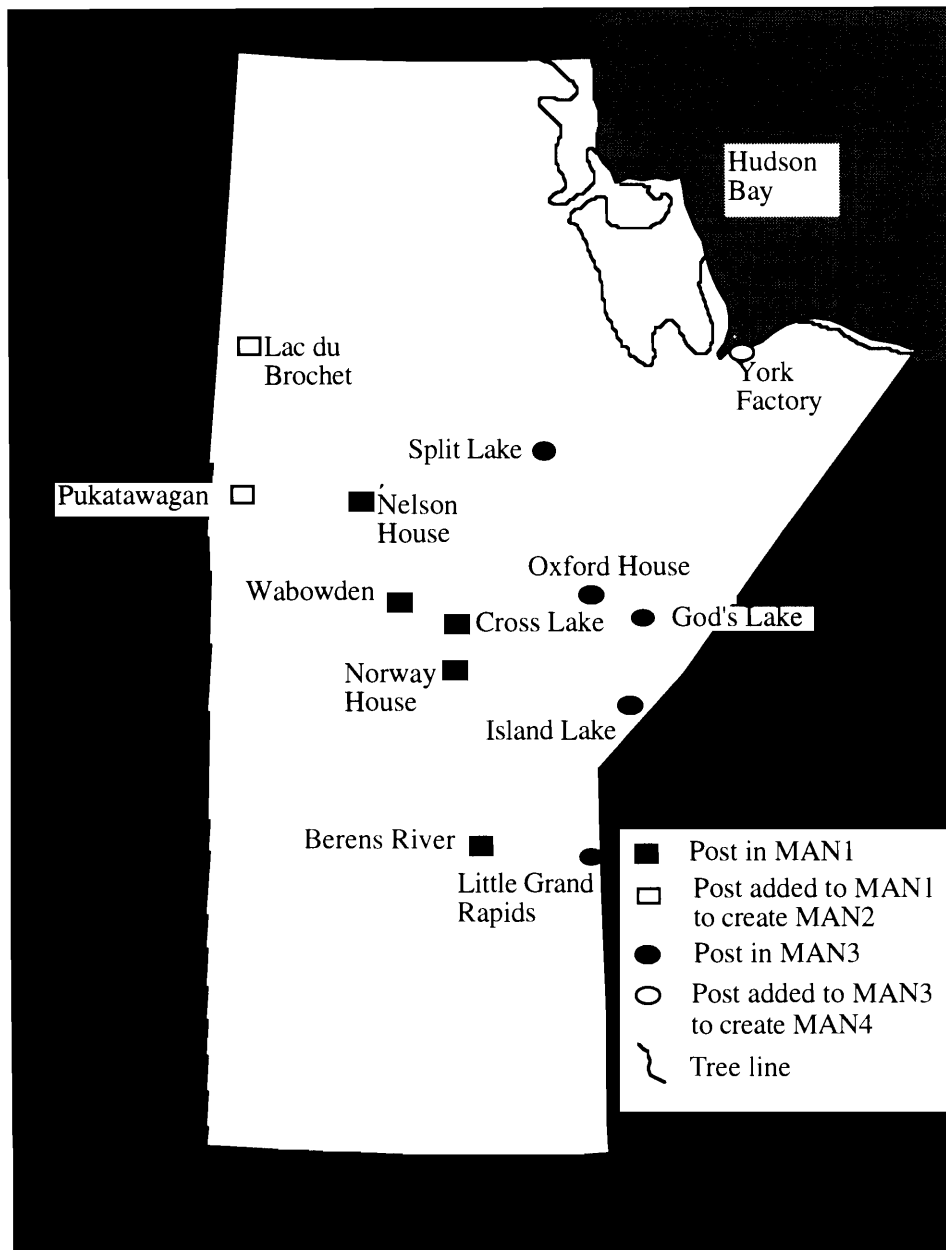 Hudson
Bay
Lac du
Brochet
York
Factory
Split Lake
Pukatawagan
Nelson
House
Oxford House
Wabowden
God's Lake
Cross Lake
Norway
House
Island Lake
Berens River
Little Grand
Rapids
Post in MAN1
Post added to MAN1
to create MAN2
Post in MAN3
Post added to MAN3
to create MAN4
Tree line